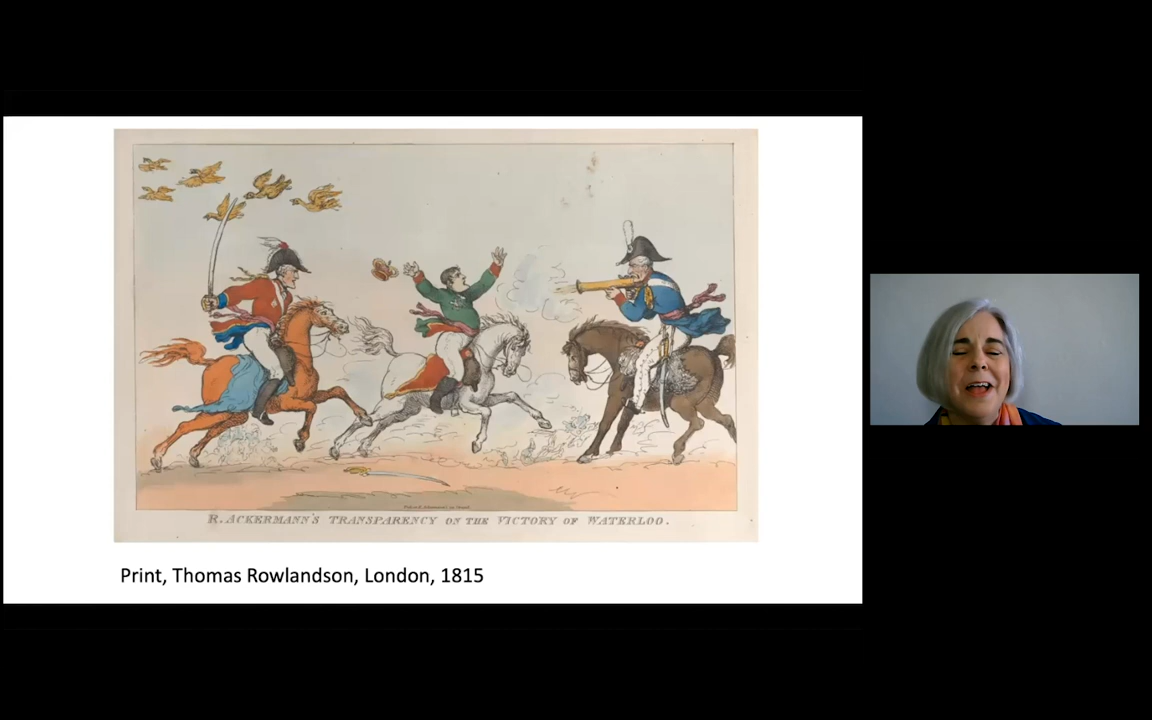 R. ACKERMANN'S TRANSPARENCY ON THE VICTORY OF WATERLOO.
Print, Thomas Rowlandson, London, 1815